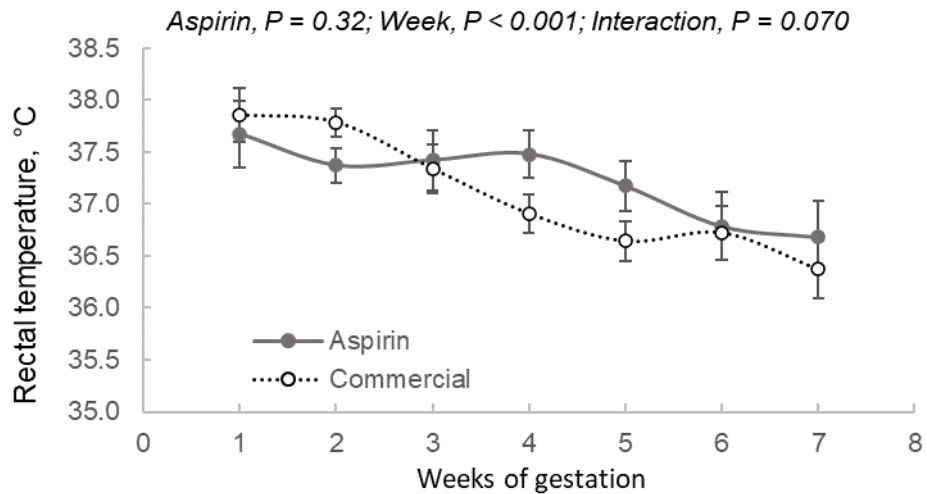 Aspirin, P = 0.32; Week, P < 0.001; Interaction, P = 0.070
Rectal temperature, °C
38.5
38.0
37.5
37.0
36.5
36.0
35.5
35.0
Aspirin
Commercial
0 1 2 3 4 5 6 7 8
Weeks of gestation